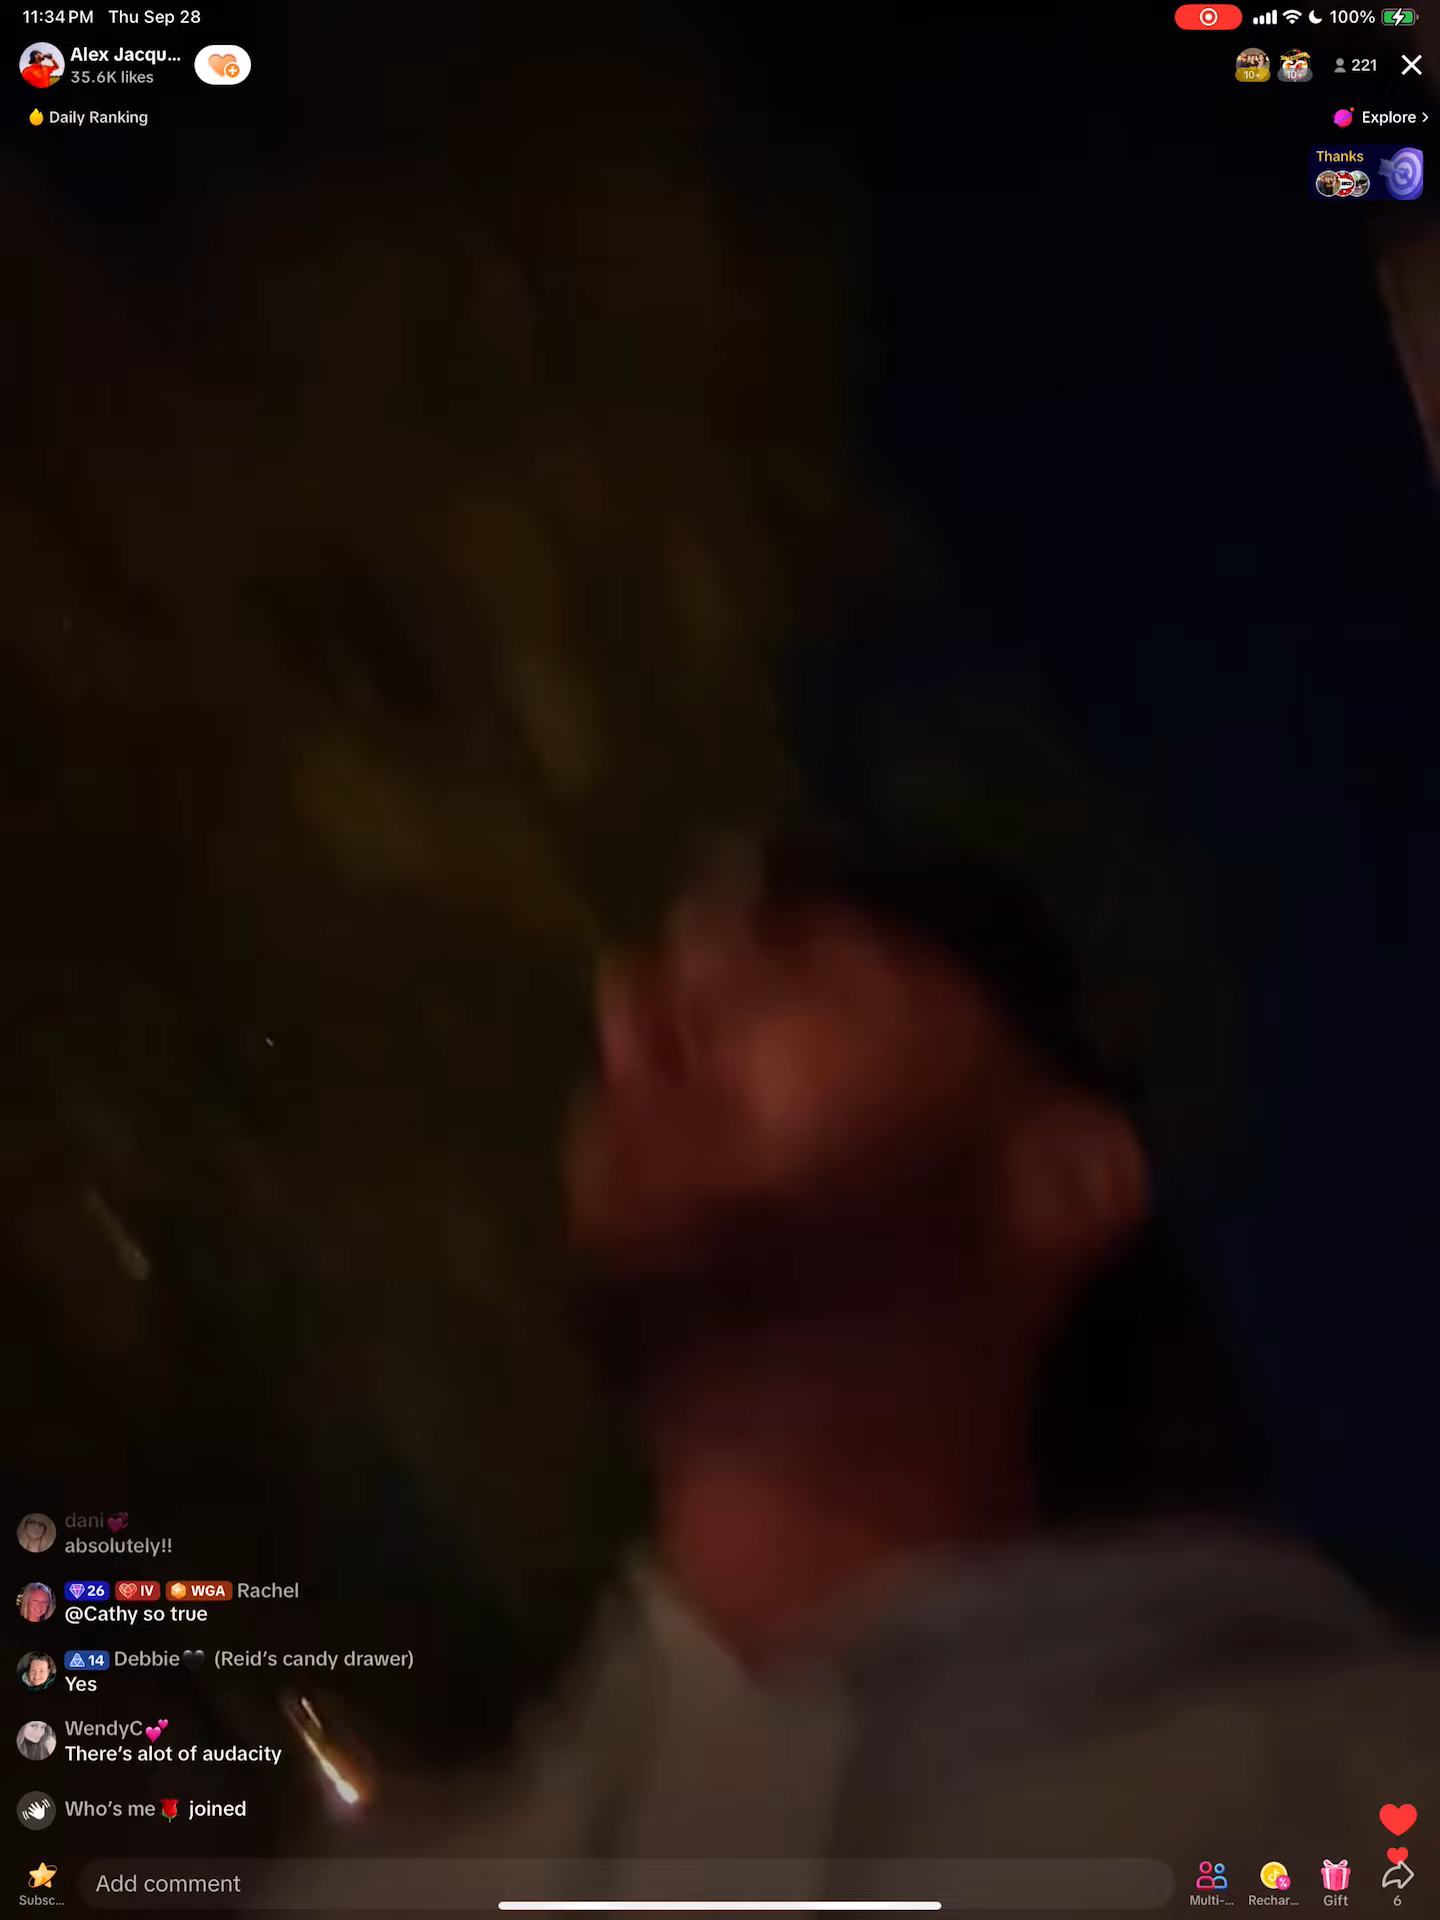 11:34 PM Thu Sep 28
100%
Alex Jacqu...
35.6K likes
10+
10+
221
Daily Ranking
Explore >
Thanks
dani💞
absolutely!!
26 IV WGA Rachel
@Cathy so true
14 Debbie🖤 (Reid's candy drawer)
Yes
WendyC💕
There's alot of audacity
Who's me🌹 joined
Subsc...
Add comment
Multi-...
Rechar...
Gift
6